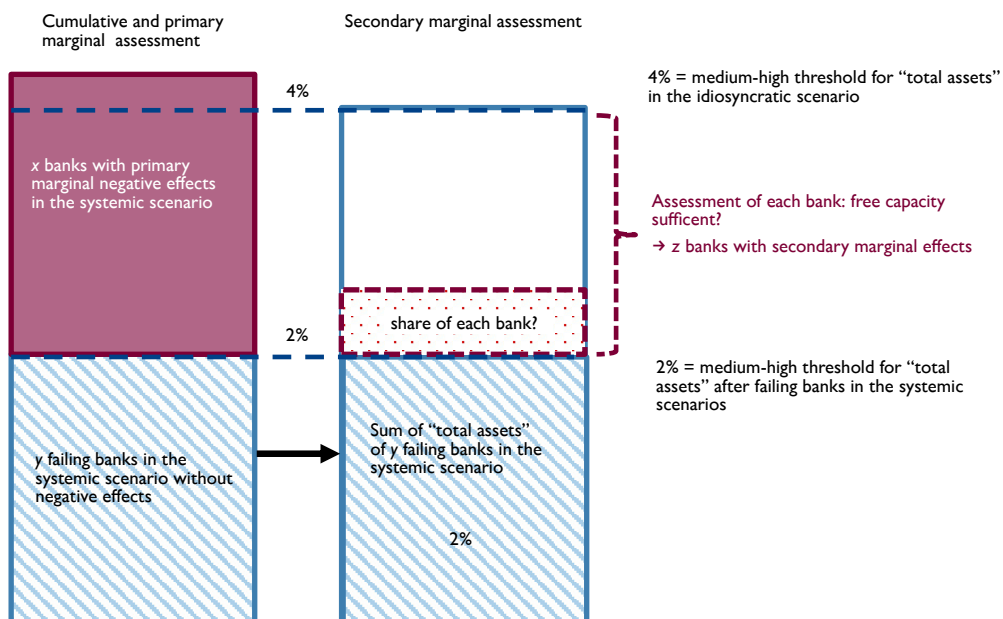 Cumulative and primary
marginal assessment
Secondary marginal assessment
4%
4% = medium-high threshold for “total assets”
in the idiosyncratic scenario
x banks with primary
marginal negative effects
in the systemic scenario
Assessment of each bank: free capacity
sufficent?
→ z banks with secondary marginal effects
share of each bank?
2%
2% = medium-high threshold for “total
assets” after failing banks in the systemic
scenarios
y failing banks in the
systemic scenario without
negative effects
Sum of “total assets”
of y failing banks in the
systemic scenario
2%